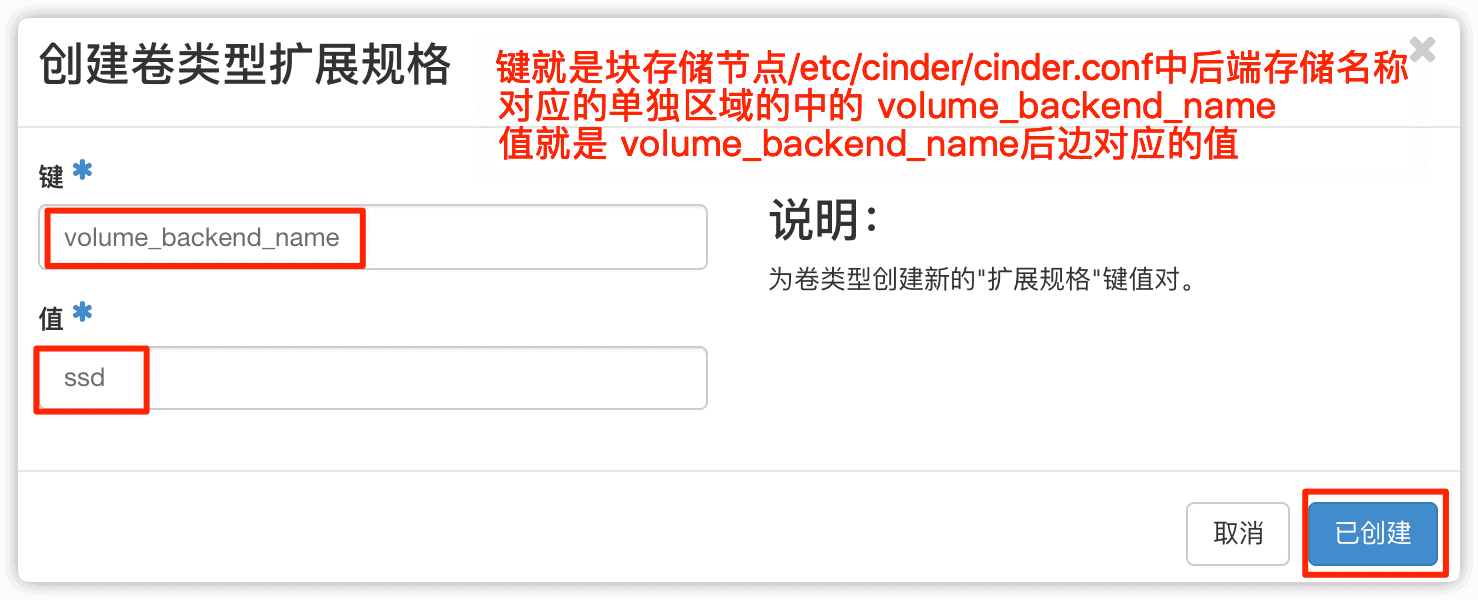 创建卷类型扩展规格
键就是块存储节点/etc/cinder/cinder.conf中后端存储名称
对应的单独区域的中的 volume_backend_name
值就是 volume_backend_name后边对应的值
键 *
volume_backend_name
值 *
ssd
说明：
为卷类型创建新的"扩展规格"键值对。
取消
已创建